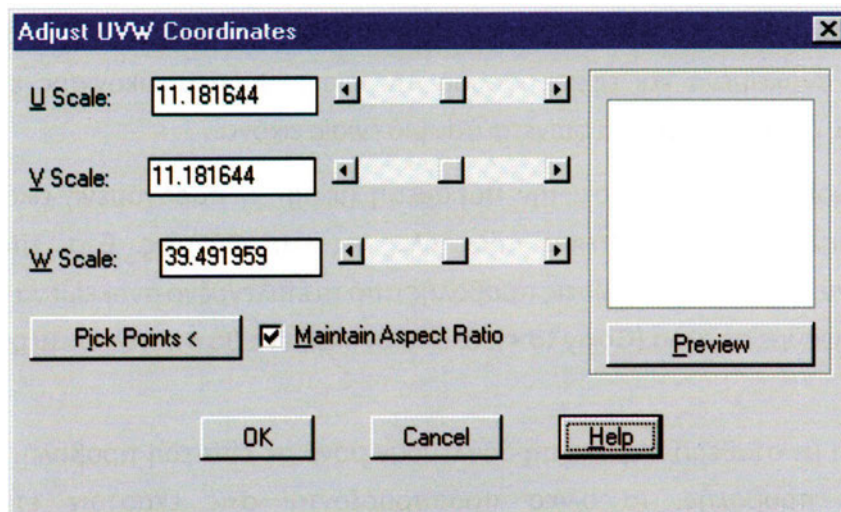 Adjust UVW Coordinates
U Scale: 11.181644
V Scale: 11.181644
W Scale: 39.491959
Pick Points < Maintain Aspect Ratio
Preview
OK Cancel Help